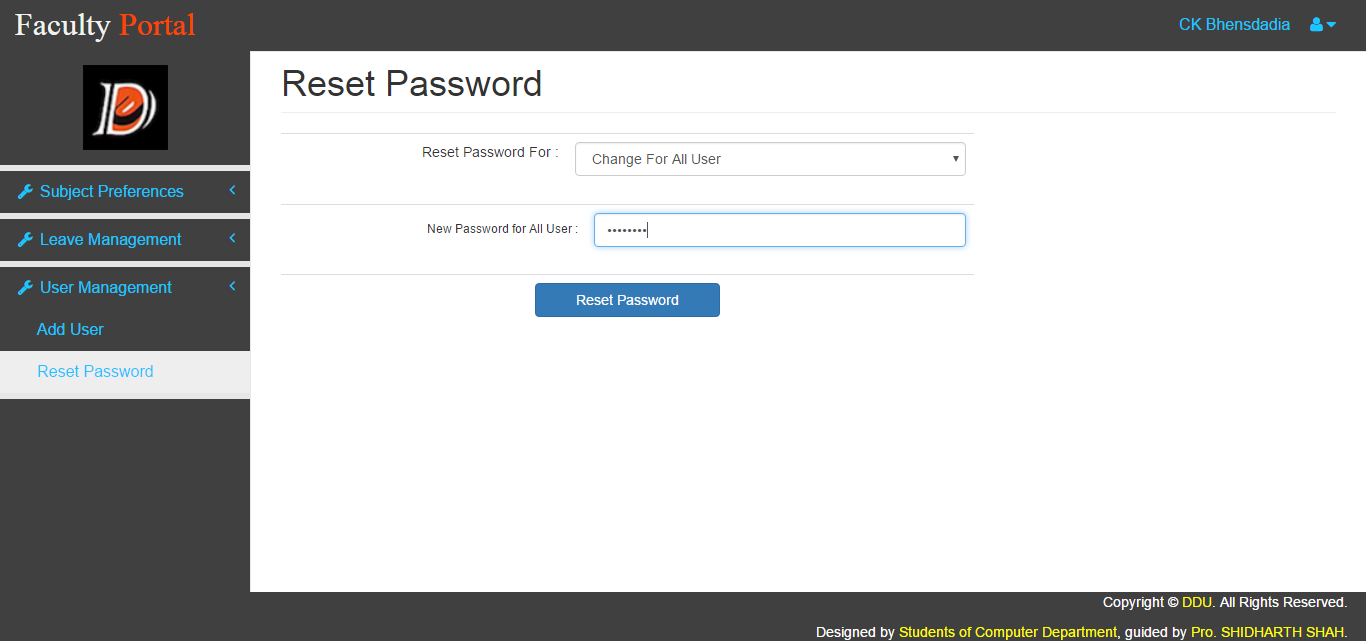 Faculty Portal
CK Bhensdadia
Reset Password
Reset Password For :
Change For All User
Subject Preferences
Leave Management
New Password for All User :
••••••••
User Management
Reset Password
Add User
Reset Password
Copyright © DDU. All Rights Reserved.
Designed by Students of Computer Department, guided by Pro. SHIDHARTH SHAH.